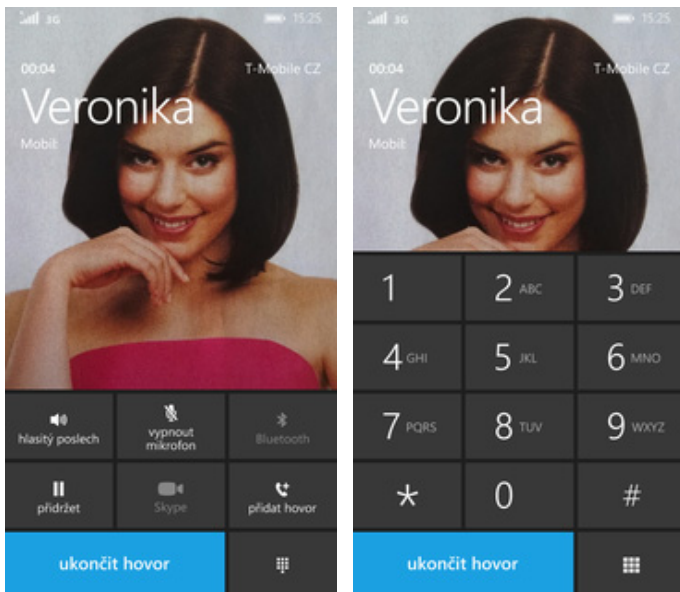 3G 15:25
00:04 T-Mobile CZ
Veronika
Mobil:
hlasitý poslech
vypnout
mikrofon
Bluetooth
přidržet
Skype
přidat hovor
ukončit hovor
3G 15:25
00:04 T-Mobile CZ
Veronika
Mobil:
1 2 ABC 3 DEF
4 GHI 5 JKL 6 MNO
7 PQRS 8 TUV 9 WXYZ
* 0 #
ukončit hovor